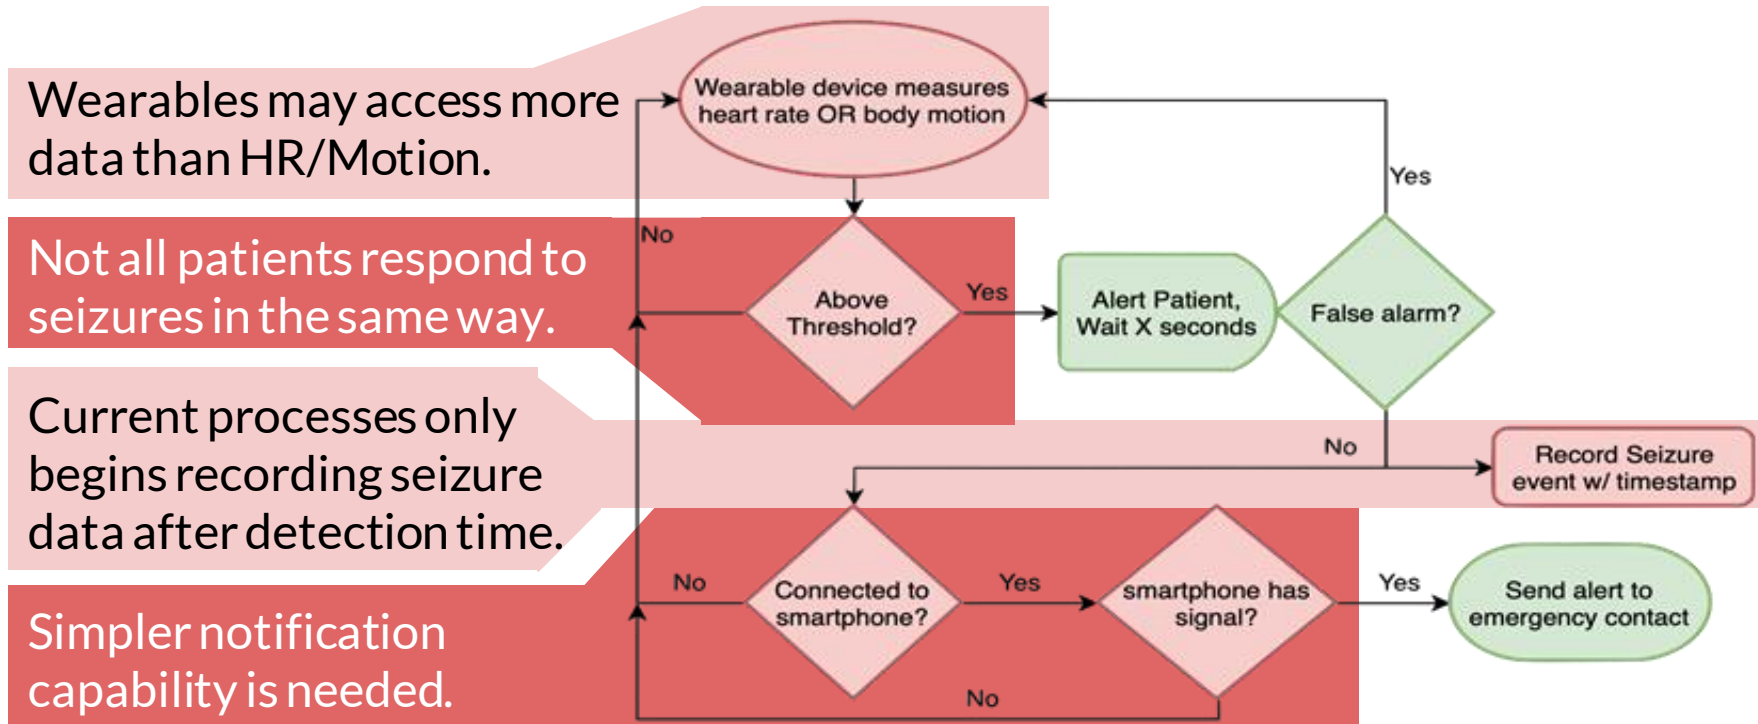 Wearables may access more
data than HR/Motion.
Not all patients respond to
seizures in the same way.
Current processes only
begins recording seizure
data after detection time.
Simpler notification
capability is needed.
Wearable device measures
heart rate OR body motion
Yes
No
Above
Threshold?
Yes
Alert Patient,
Wait X seconds
False alarm?
No
Record Seizure
event w/ timestamp
No
Connected to
smartphone?
Yes
smartphone has
signal?
Yes
Send alert to
emergency contact
No